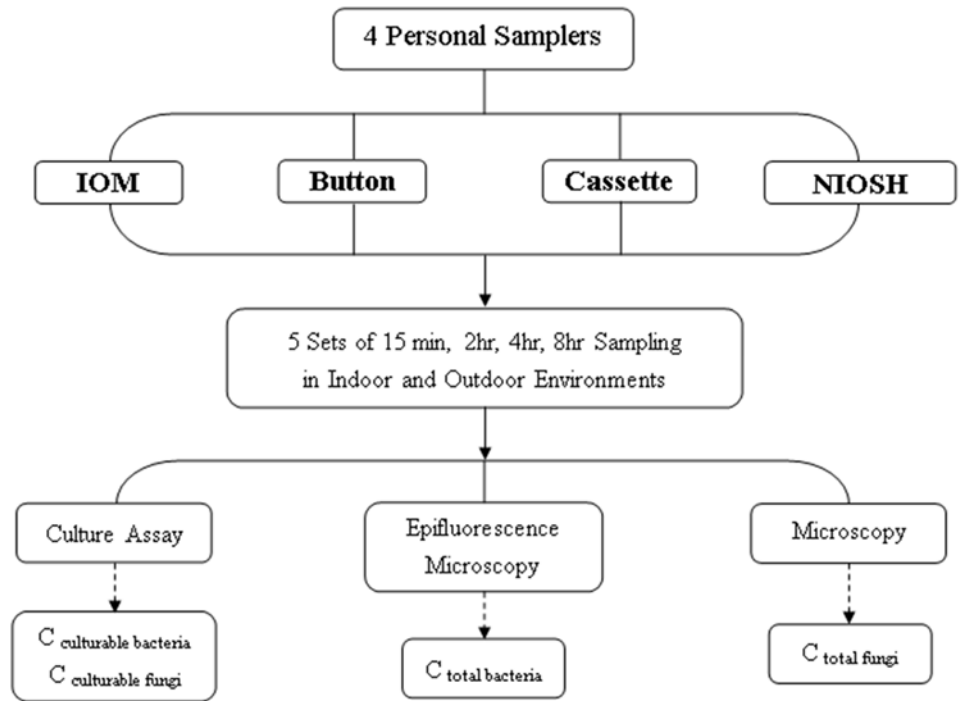 4 Personal Samplers
IOM
Button
Cassette
NIOSH
5 Sets of 15 min, 2hr, 4hr, 8hr Sampling
in Indoor and Outdoor Environments
Culture Assay
Epifluorescence
Microscopy
Microscopy
C culturable bacteria
C culturable fungi
C total bacteria
C total fungi